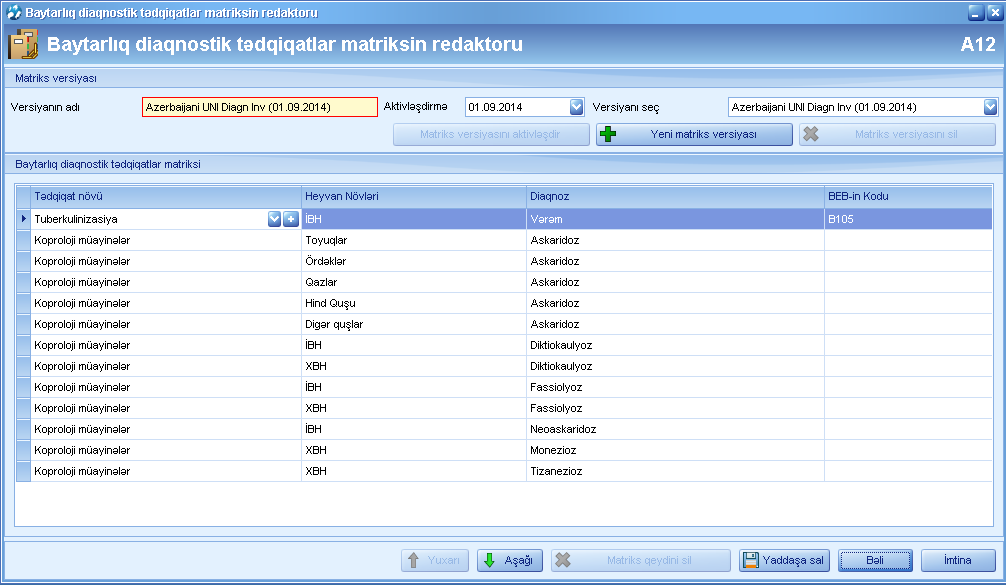 Baytarlıq diaqnostik tədqiqatlar matriksin redaktoru
Baytarlıq diaqnostik tədqiqatlar matriksin redaktoru A12
Matriks versiyası
Versiyanın adı Azerbaijani UNI Diagn Inv (01.09.2014) Aktivləşdirmə 01.09.2014 Versiyanı seç Azerbaijani UNI Diagn Inv (01.09.2014)
Matriks versiyasını aktivləşdir Yeni matriks versiyası Matriks versiyasını sil
Baytarlıq diaqnostik tədqiqatlar matriksi
Tədqiqat növü Heyvan Növləri Diaqnoz BEB-in Kodu
Tuberkulinizasiya İBH Vərəm B105
Koproloji müayinələr Toyuqlar Askaridoz
Koproloji müayinələr Ördəklər Askaridoz
Koproloji müayinələr Qazlar Askaridoz
Koproloji müayinələr Hind Quşu Askaridoz
Koproloji müayinələr Digər quşlar Askaridoz
Koproloji müayinələr İBH Diktiokaulyoz
Koproloji müayinələr XBH Diktiokaulyoz
Koproloji müayinələr İBH Fassiolyoz
Koproloji müayinələr XBH Fassiolyoz
Koproloji müayinələr İBH Neoaskaridoz
Koproloji müayinələr XBH Monezioz
Koproloji müayinələr XBH Tizanezioz
Yuxarı Aşağı Matriks qeydini sil Yaddaşa sal Bəli İmtina